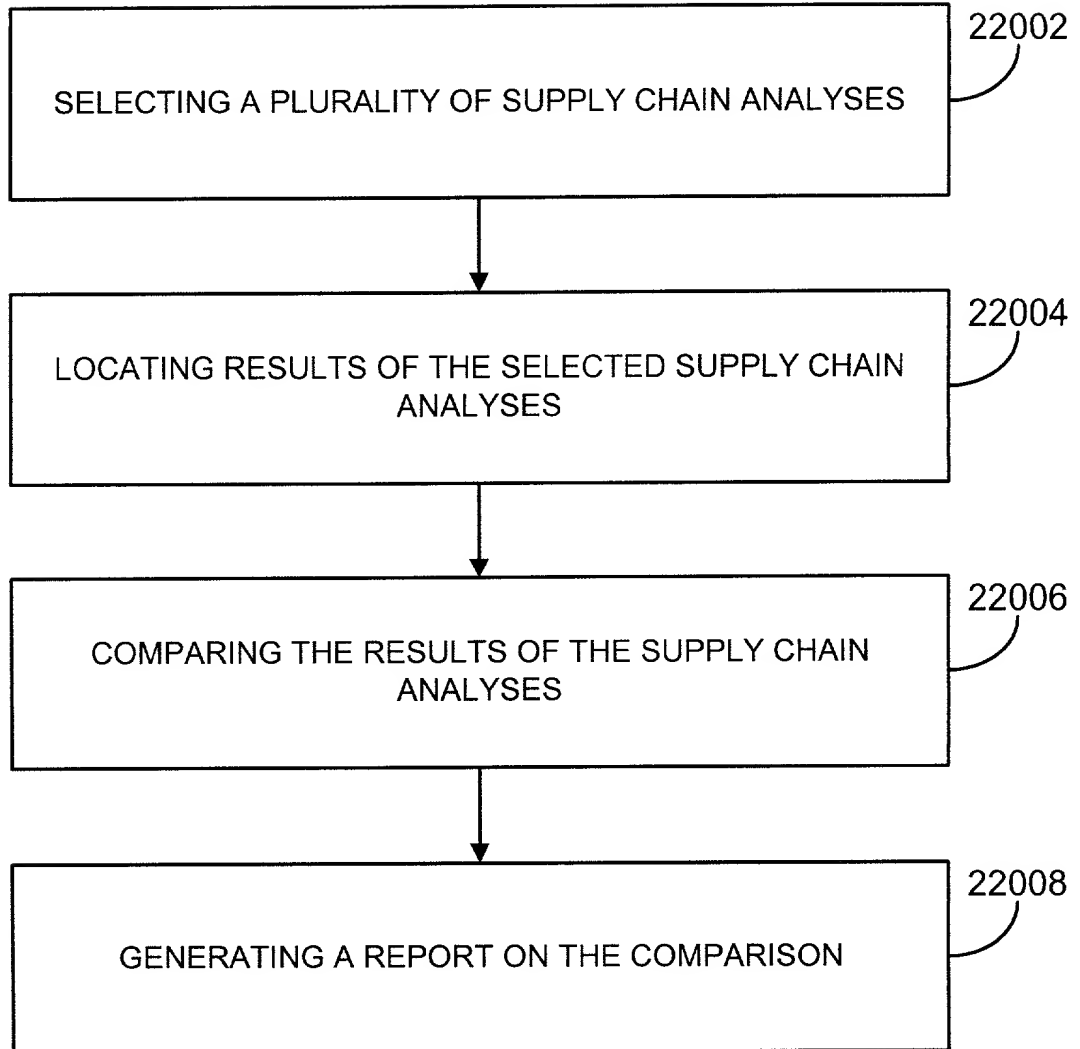 22002
SELECTING A PLURALITY OF SUPPLY CHAIN ANALYSES
22004
LOCATING RESULTS OF THE SELECTED SUPPLY CHAIN
ANALYSES
22006
COMPARING THE RESULTS OF THE SUPPLY CHAIN
ANALYSES
22008
GENERATING A REPORT ON THE COMPARISON